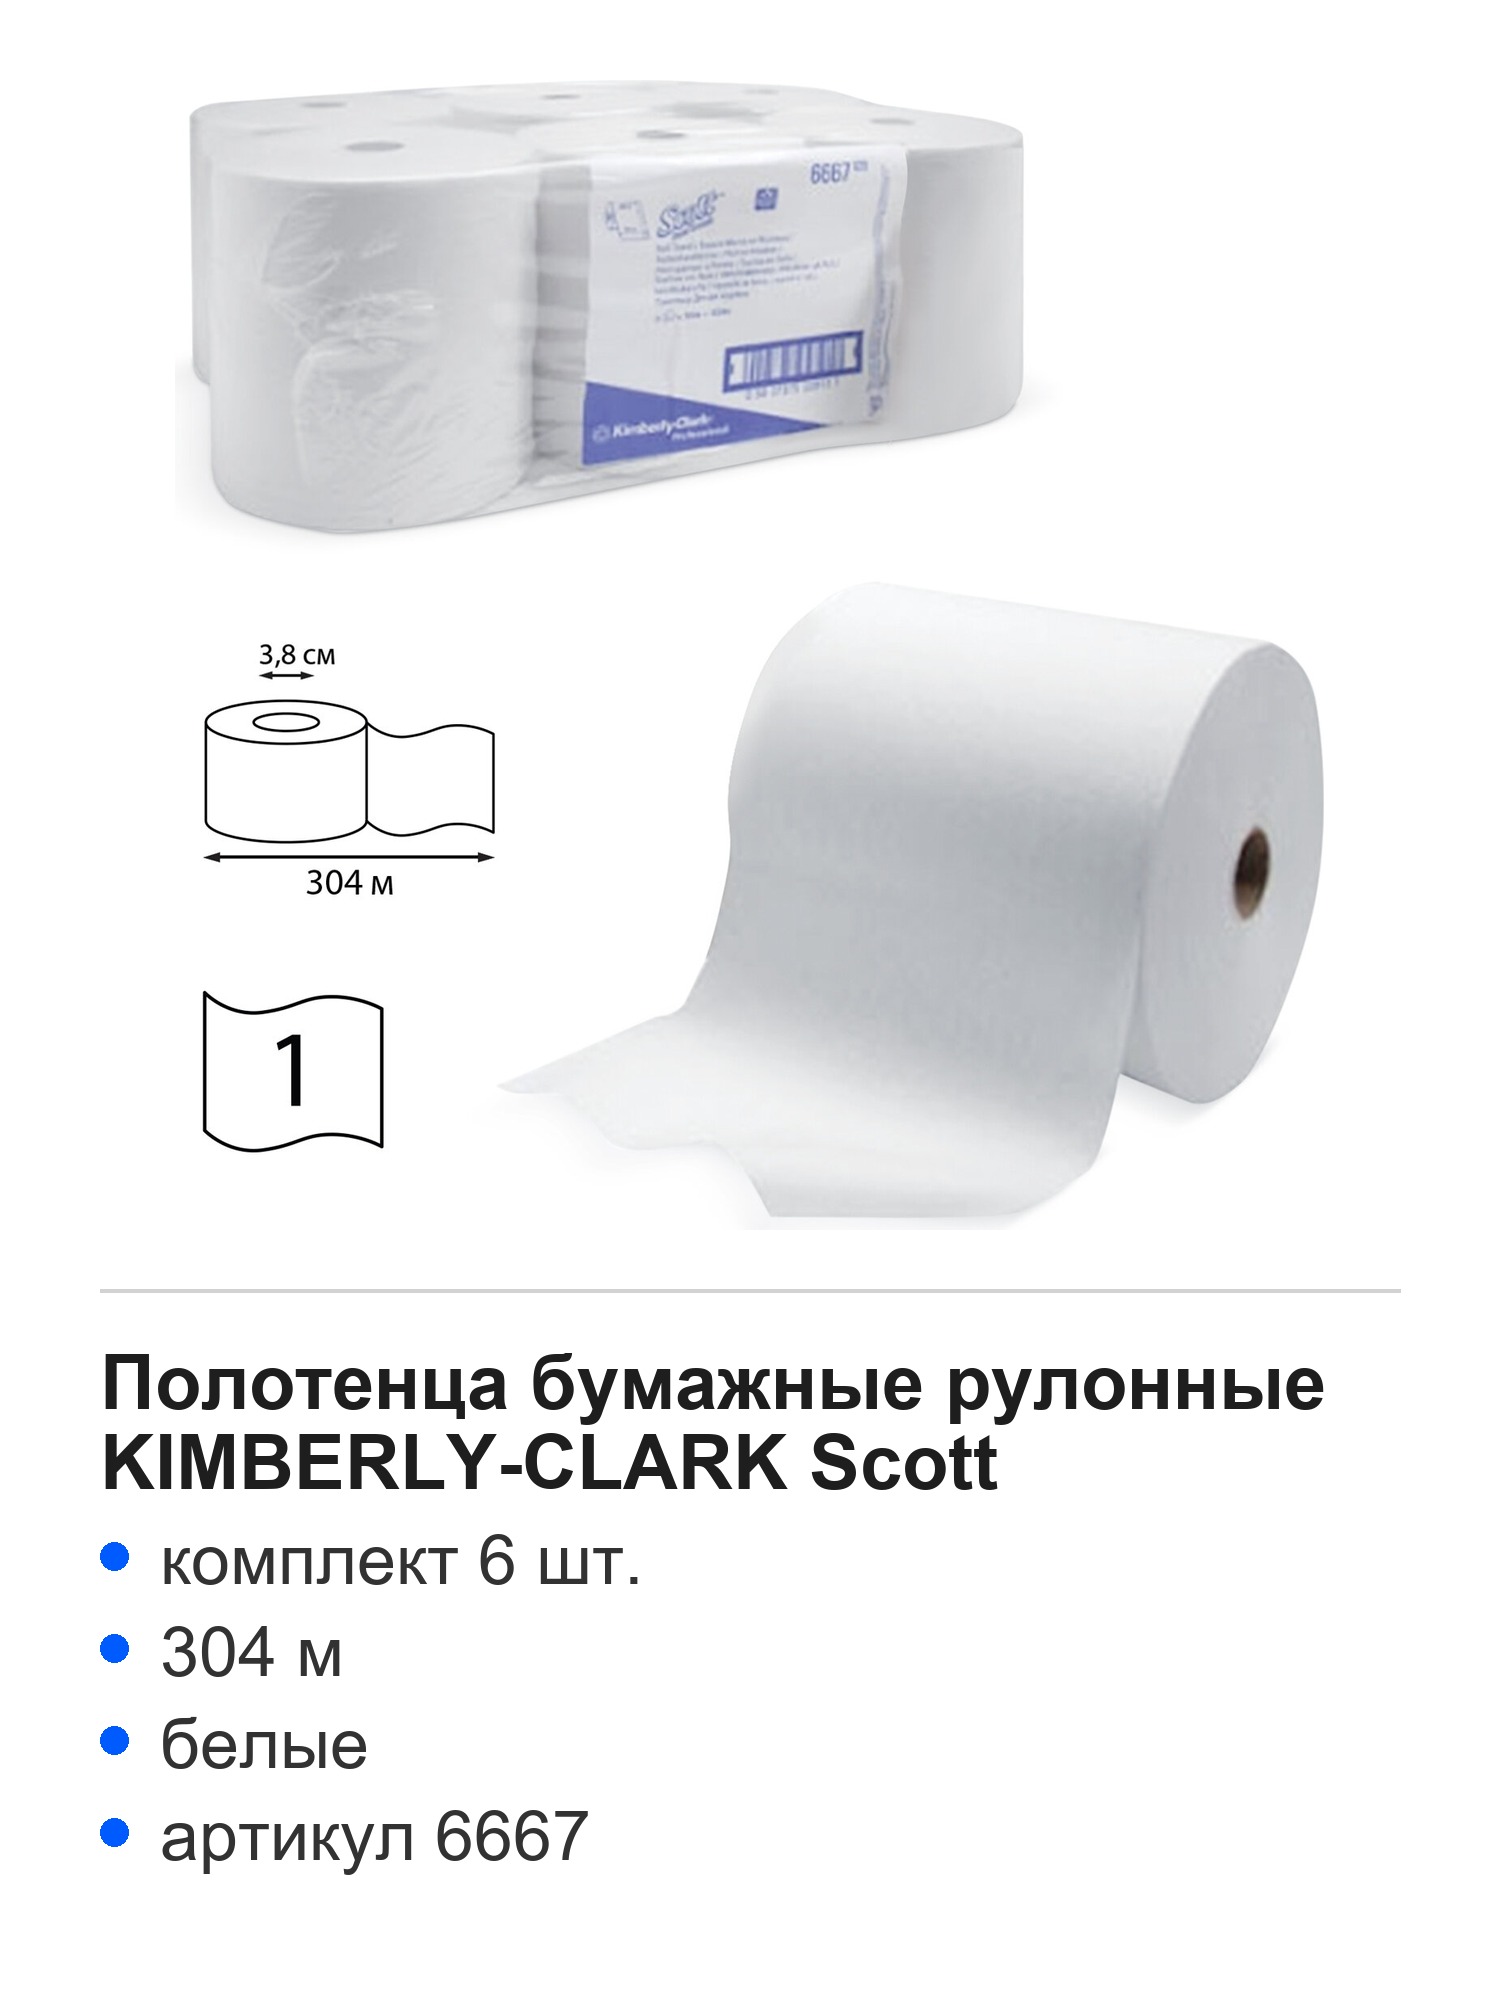 6667
Scott
Kimberly-Clark
Professional
3,8 см
304 м
1
Полотенца бумажные рулонные
KIMBERLY-CLARK Scott
комплект 6 шт.
304 м
белые
артикул 6667